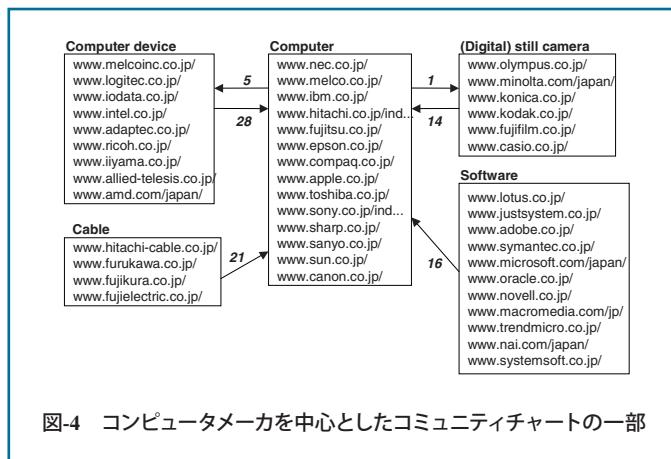 Computer device
www.melcoinc.co.jp/
www.logitec.co.jp/
www.iodata.co.jp/
www.intel.co.jp/
www.adaptec.co.jp/
www.ricoh.co.jp/
www.iiyama.co.jp/
www.allied-telesis.co.jp/
www.amd.com/japan/
5
28
Computer
www.nec.co.jp/
www.melco.co.jp/
www.ibm.co.jp/
www.hitachi.co.jp/ind...
www.fujitsu.co.jp/
www.epson.co.jp/
www.compaq.co.jp/
www.apple.co.jp/
www.toshiba.co.jp/
www.sony.co.jp/ind...
www.sharp.co.jp/
www.sanyo.co.jp/
www.sun.co.jp/
www.canon.co.jp/
1
14
(Digital) still camera
www.olympus.co.jp/
www.minolta.com/japan/
www.konica.co.jp/
www.kodak.co.jp/
www.fujifilm.co.jp/
www.casio.co.jp/
Cable
www.hitachi-cable.co.jp/
www.furukawa.co.jp/
www.fujikura.co.jp/
www.fujielectric.co.jp/
21
16
Software
www.lotus.co.jp/
www.justsystem.co.jp/
www.adobe.co.jp/
www.symantec.co.jp/
www.microsoft.com/japan/
www.oracle.co.jp/
www.novell.co.jp/
www.macromedia.com/jp/
www.trendmicro.co.jp/
www.nai.com/japan/
www.systemsoft.co.jp/
図-4 コンピュータメーカを中心としたコミュニティチャートの一部